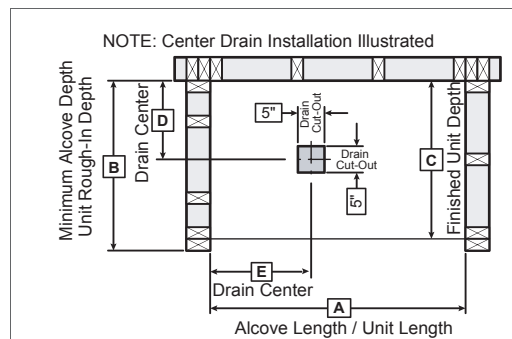 NOTE: Center Drain Installation Illustrated
Minimum Alcove Depth
Unit Rough-In Depth
B
Drain Center
D
5"
Drain
Cut-Out
Drain
Cut-Out
5"
C
Finished Unit Depth
E
Drain Center
A
Alcove Length / Unit Length